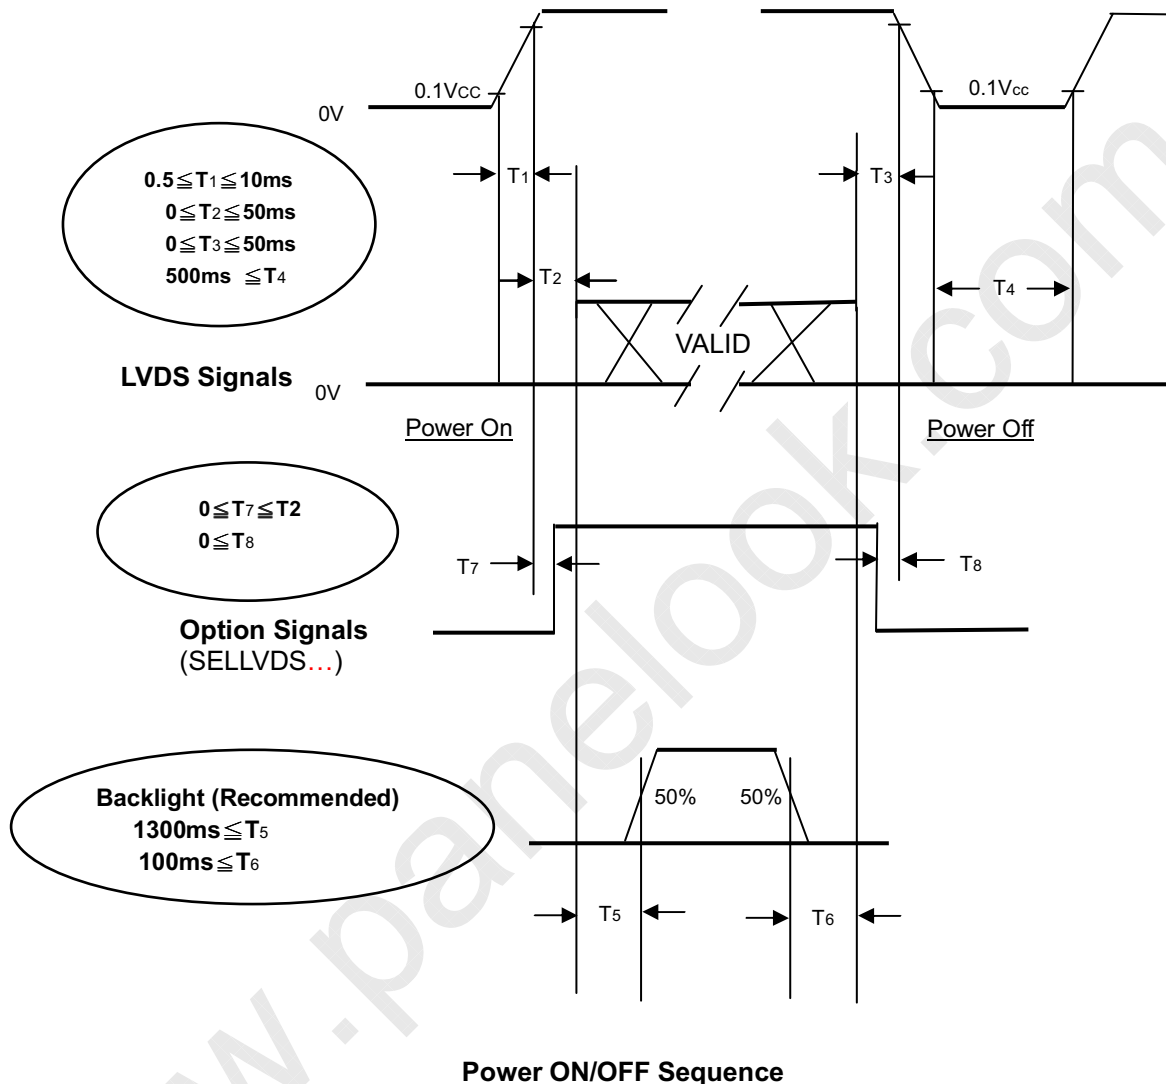 0.1VCC
0.1Vcc
0V
0.5≦T1≦10ms
0≦T2≦50ms
0≦T3≦50ms
500ms ≦T4
T1
T3
T2
T4
VALID
LVDS Signals
0V
Power On
Power Off
0≦T7≦T2
0≦T8
T7
T8
Option Signals
(SELLVDS...)
Backlight (Recommended)
1300ms≦T5
100ms≦T6
50%
50%
T5
T6
Power ON/OFF Sequence
w.panelook.com